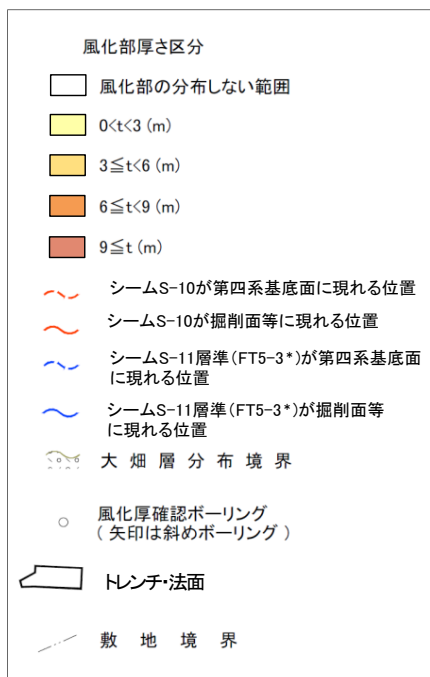 風化部厚さ区分
風化部の分布しない範囲
0<t<3 (m)
3≦t<6 (m)
6≦t<9 (m)
9≦t (m)
シームS-10が第四系基底面に現れる位置
シームS-10が掘削面等に現れる位置
シームS-11層準(FT5-3*)が第四系基底面
に現れる位置
シームS-11層準(FT5-3*)が掘削面等
に現れる位置
大畑層分布境界
風化厚確認ボーリング
(矢印は斜めボーリング)
トレンチ・法面
敷地境界